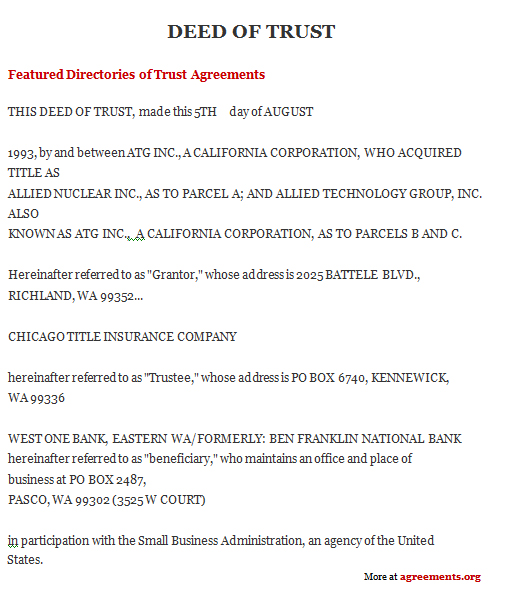 DEED OF TRUST
Featured Directories of Trust Agreements
THIS DEED OF TRUST, made this 5TH day of AUGUST
1993, by and between ATG INC., A CALIFORNIA CORPORATION, WHO ACQUIRED
TITLE AS
ALLIED NUCLEAR INC., AS TO PARCEL A; AND ALLIED TECHNOLOGY GROUP, INC.
ALSO
KNOWN AS ATG INC., A CALIFORNIA CORPORATION, AS TO PARCELS B AND C.
Hereinafter referred to as "Grantor," whose address is 2025 BATTELE BLVD.,
RICHLAND, WA 99352...
CHICAGO TITLE INSURANCE COMPANY
hereinafter referred to as "Trustee," whose address is PO BOX 6740, KENNEWICK,
WA 99336
WEST ONE BANK, EASTERN WA/FORMERLY: BEN FRANKLIN NATIONAL BANK
hereinafter referred to as "beneficiary," who maintains an office and place of
business at PO BOX 2487,
PASCO, WA 99302 (3525 W COURT)
in participation with the Small Business Administration, an agency of the United
States.
More at agreements.org